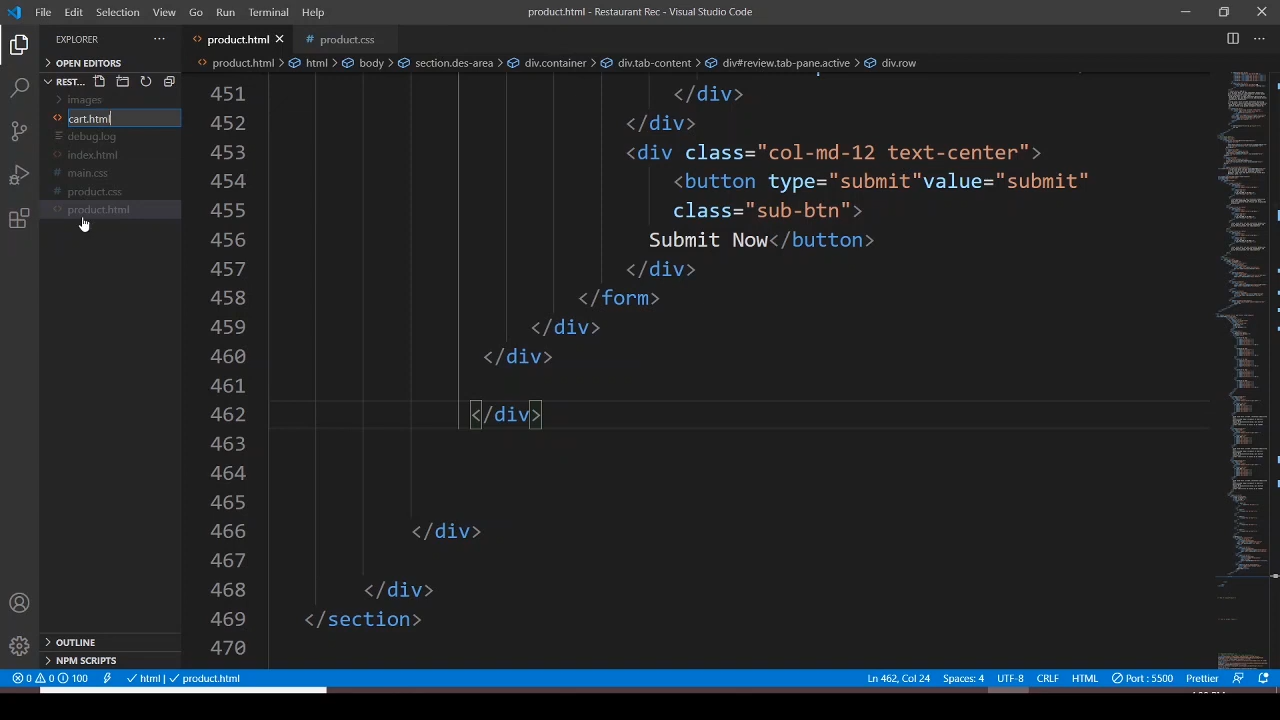 File Edit Selection View Go Run Terminal Help
product.html - Restaurant Rec - Visual Studio Code
EXPLORER
OPEN EDITORS
REST...
images
cart.html
debug.log
index.html
main.css
product.css
product.html
OUTLINE
NPM SCRIPTS
product.html
product.css
product.html html body section.des-area div.container div.tab-content div#review.tab-pane.active div.row
451 </div>
452 </div>
453 <div class="col-md-12 text-center">
454 <button type="submit"value="submit"
455 class="sub-btn">
456 Submit Now</button>
457 </div>
458 </form>
459 </div>
460 </div>
461
462 </div>
463
464
465
466 </div>
467
468 </div>
469 </section>
470
0 0 100 html product.html Ln 462, Col 24 Spaces: 4 UTF-8 CRLF HTML Port : 5500 Prettier